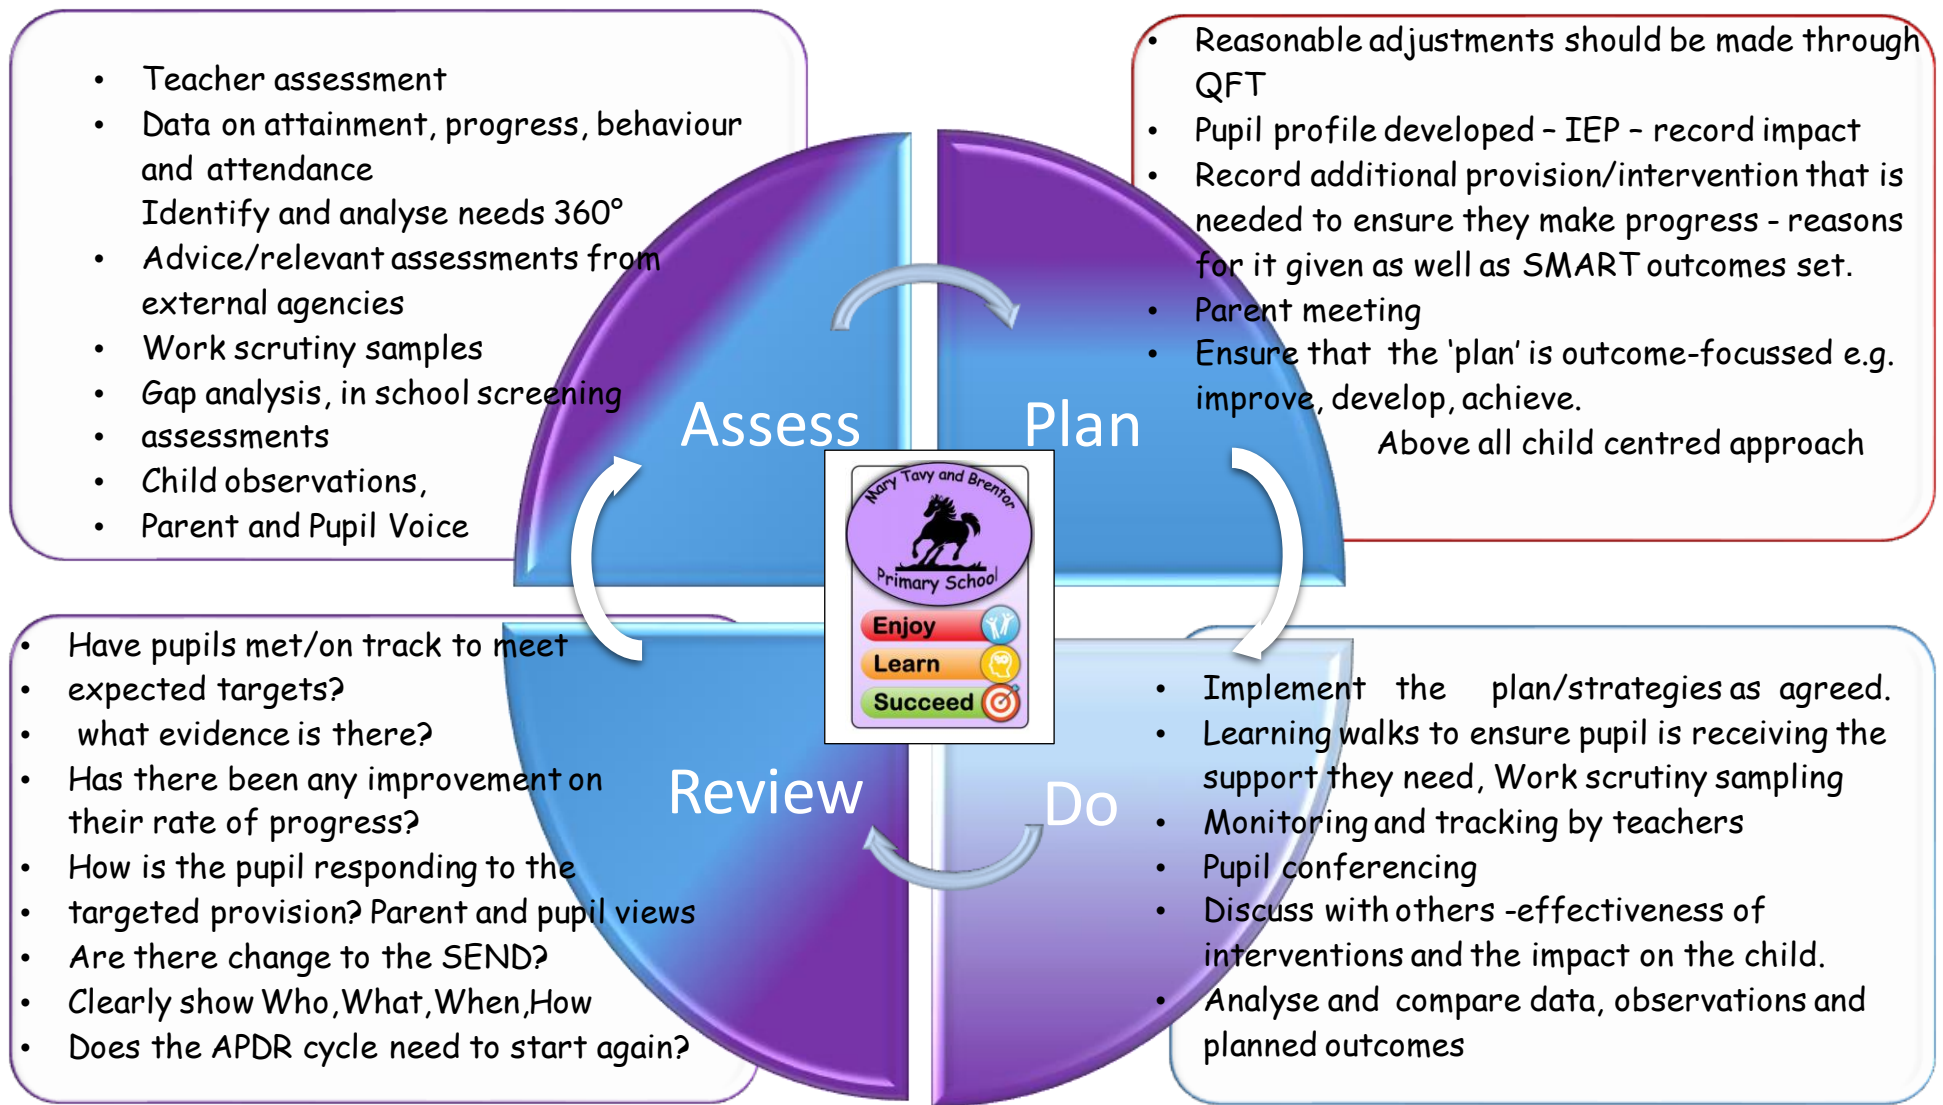 • Teacher assessment
• Data on attainment, progress, behaviour
and attendance
Identify and analyse needs 360°
• Advice/relevant assessments from
external agencies
• Work scrutiny samples
• Gap analysis, in school screening
• assessments
• Child observations,
• Parent and Pupil Voice
• Reasonable adjustments should be made through
QFT
• Pupil profile developed – IEP – record impact
• Record additional provision/intervention that is
needed to ensure they make progress - reasons
for it given as well as SMART outcomes set.
• Parent meeting
• Ensure that the ‘plan’ is outcome-focussed e.g.
improve, develop, achieve.
Above all child centred approach
Assess
Plan
Mary Tavy and Brentor
Primary School
Enjoy
Learn
Succeed
Review
Do
• Have pupils met/on track to meet
• expected targets?
• what evidence is there?
• Has there been any improvement on
their rate of progress?
• How is the pupil responding to the
• targeted provision? Parent and pupil views
• Are there change to the SEND?
• Clearly show Who,What,When,How
• Does the APDR cycle need to start again?
• Implement the plan/strategies as agreed.
• Learning walks to ensure pupil is receiving the
support they need, Work scrutiny sampling
• Monitoring and tracking by teachers
• Pupil conferencing
• Discuss with others -effectiveness of
interventions and the impact on the child.
• Analyse and compare data, observations and
planned outcomes